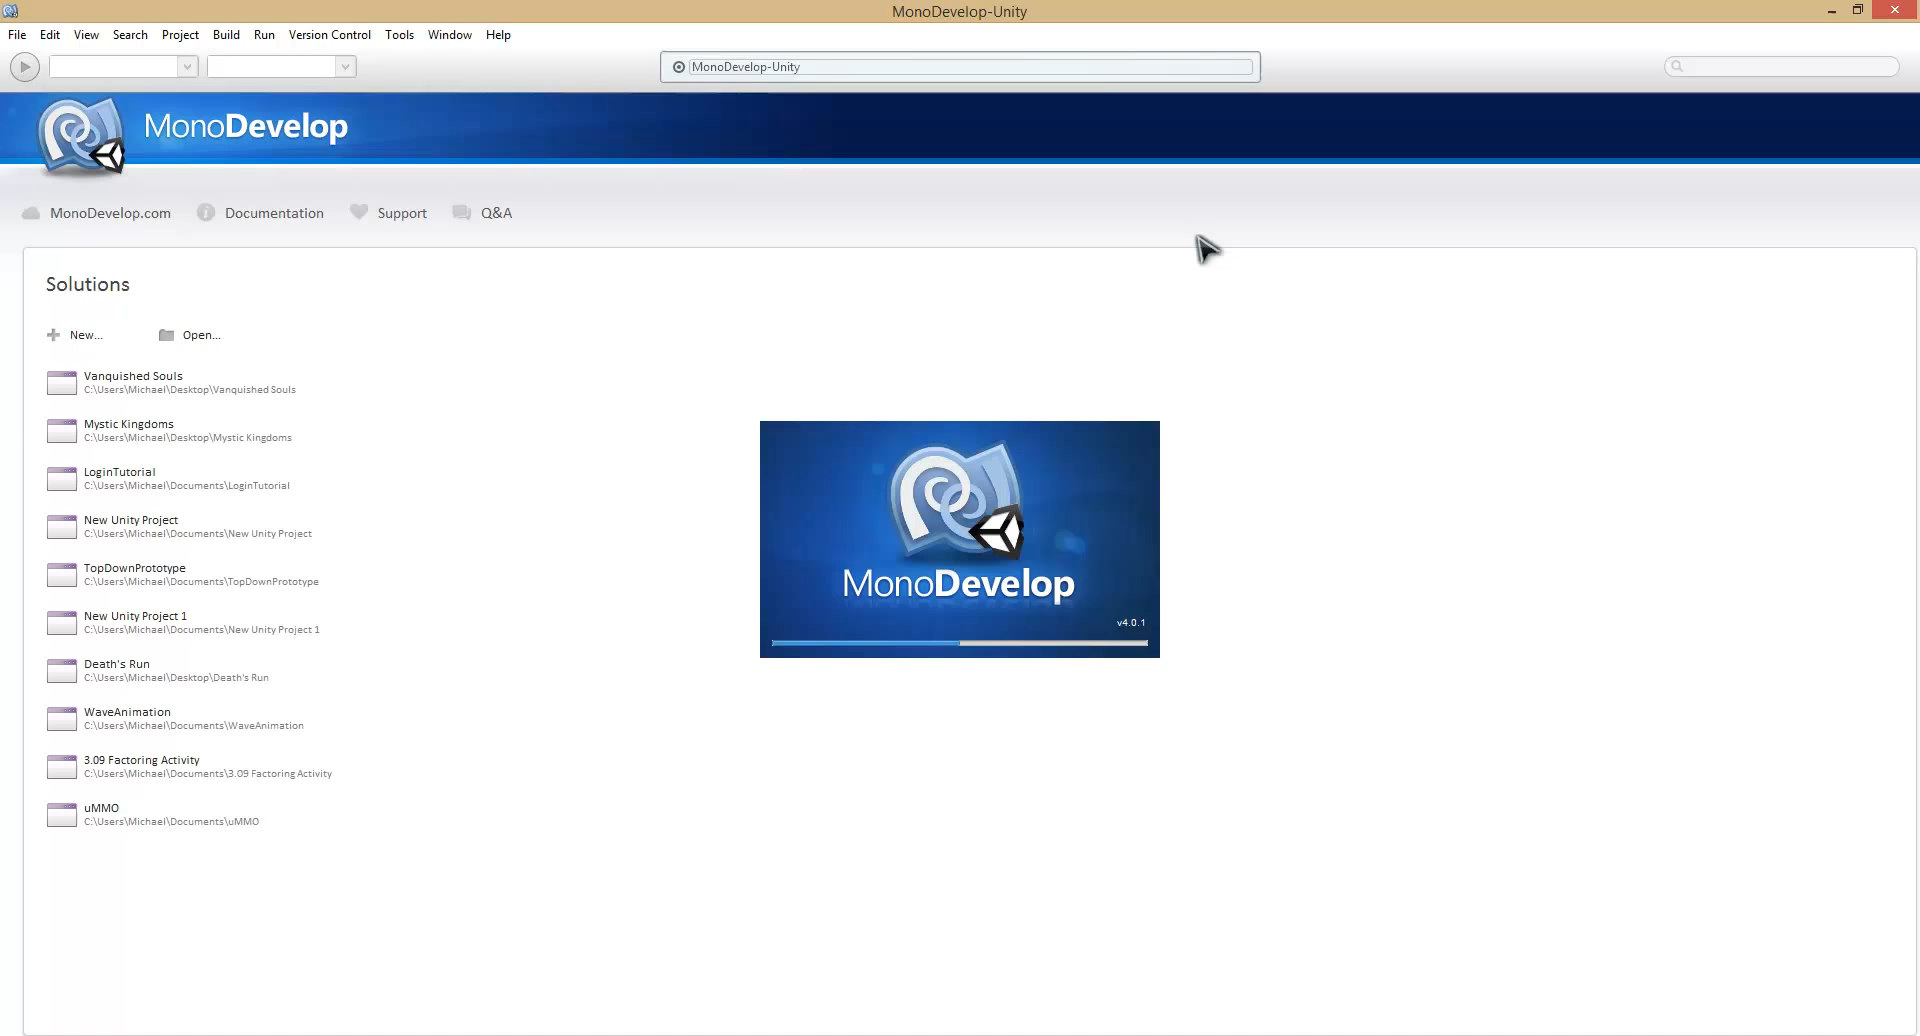 MonoDevelop-Unity
File Edit View Search Project Build Run Version Control Tools Window Help
MonoDevelop-Unity
MonoDevelop
MonoDevelop.com Documentation Support Q&A
Solutions
New... Open...
Vanquished Souls
C:\Users\Michael\Desktop\Vanquished Souls
Mystic Kingdoms
C:\Users\Michael\Desktop\Mystic Kingdoms
LoginTutorial
C:\Users\Michael\Documents\LoginTutorial
New Unity Project
C:\Users\Michael\Documents\New Unity Project
TopDownPrototype
C:\Users\Michael\Documents\TopDownPrototype
New Unity Project 1
C:\Users\Michael\Documents\New Unity Project 1
Death's Run
C:\Users\Michael\Desktop\Death's Run
WaveAnimation
C:\Users\Michael\Documents\WaveAnimation
3.09 Factoring Activity
C:\Users\Michael\Documents\3.09 Factoring Activity
uMMO
C:\Users\Michael\Documents\uMMO
MonoDevelop
v4.0.1